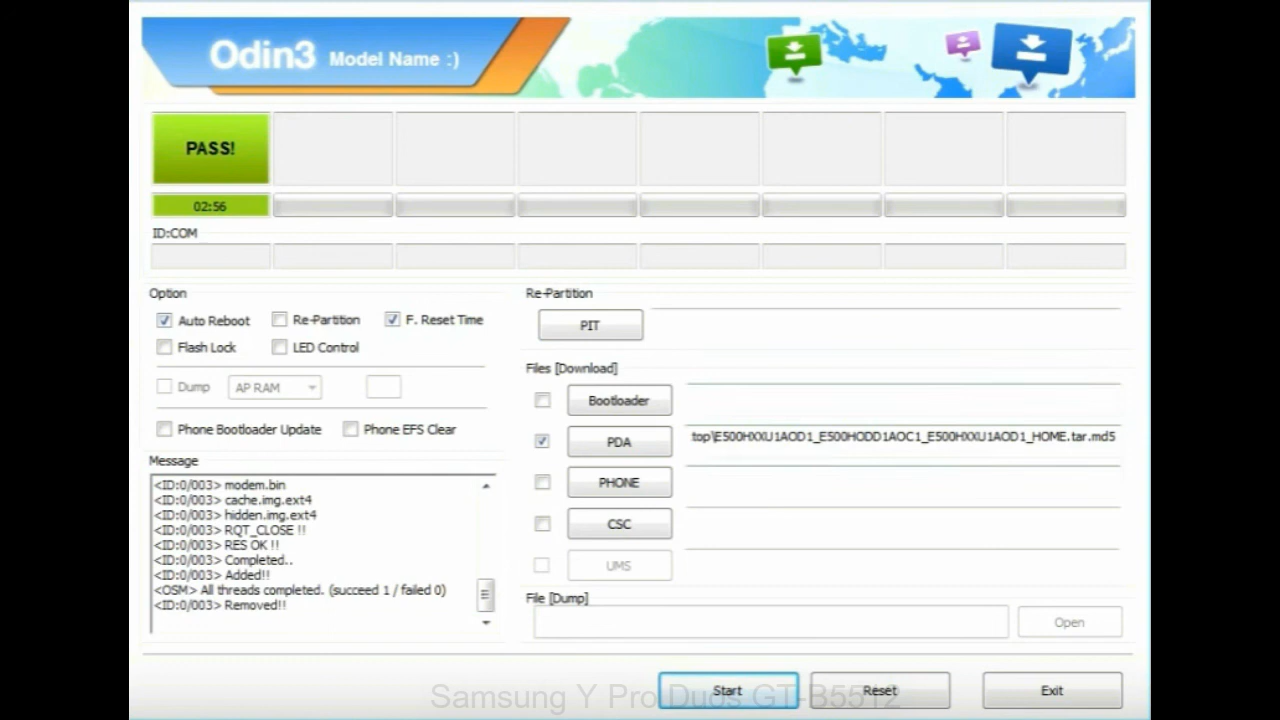 Odin3 Model Name :)
PASS!
02:56
ID:COM
Option
Auto Reboot Re-Partition F. Reset Time
Flash Lock LED Control
Dump AP RAM
Phone Bootloader Update Phone EFS Clear
Message
<ID:0/003> modem.bin
<ID:0/003> cache.img.ext4
<ID:0/003> hidden.img.ext4
<ID:0/003> RQT_CLOSE !!
<ID:0/003> RES OK !!
<ID:0/003> Completed..
<ID:0/003> Added!!
<OSM> All threads completed. (succeed 1 / failed 0)
<ID:0/003> Removed!!
Re-Partition
PIT
Files [Download]
Bootloader
PDA top\E500HXXU1AOD1_E500HODD1AOC1_E500HXXU1AOD1_HOME.tar.md5
PHONE
CSC
UMS
File [Dump]
Open
Start Reset Exit
Samsung Y Pro Duos GT-B5512